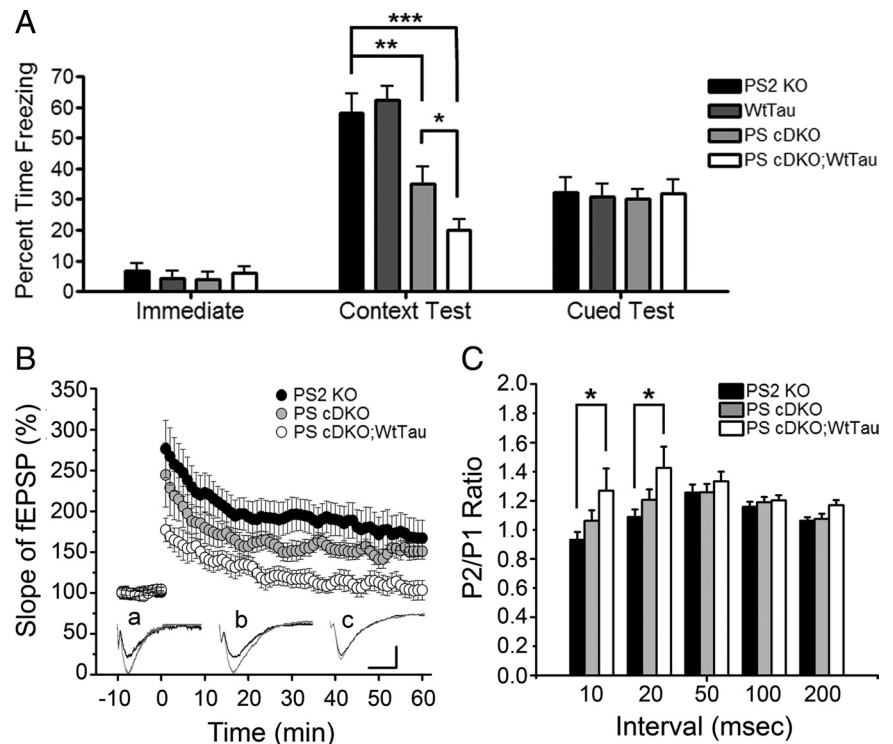 A
***
**
*
Percent Time Freezing
70
60
50
40
30
20
10
0
Immediate
Context Test
Cued Test
PS2 KO
WtTau
PS cDKO
PS cDKO;WtTau
B
Slope of fEPSP (%)
350
300
250
200
150
100
50
0
PS2 KO
PS cDKO
PS cDKO;WtTau
a
b
c
-10 0 10 20 30 40 50 60
Time (min)
C
P2/P1 Ratio
2.0
1.8
1.6
1.4
1.2
1.0
0.8
0.6
0.4
0.2
0.0
*
*
PS2 KO
PS cDKO
PS cDKO;WtTau
10 20 50 100 200
Interval (msec)